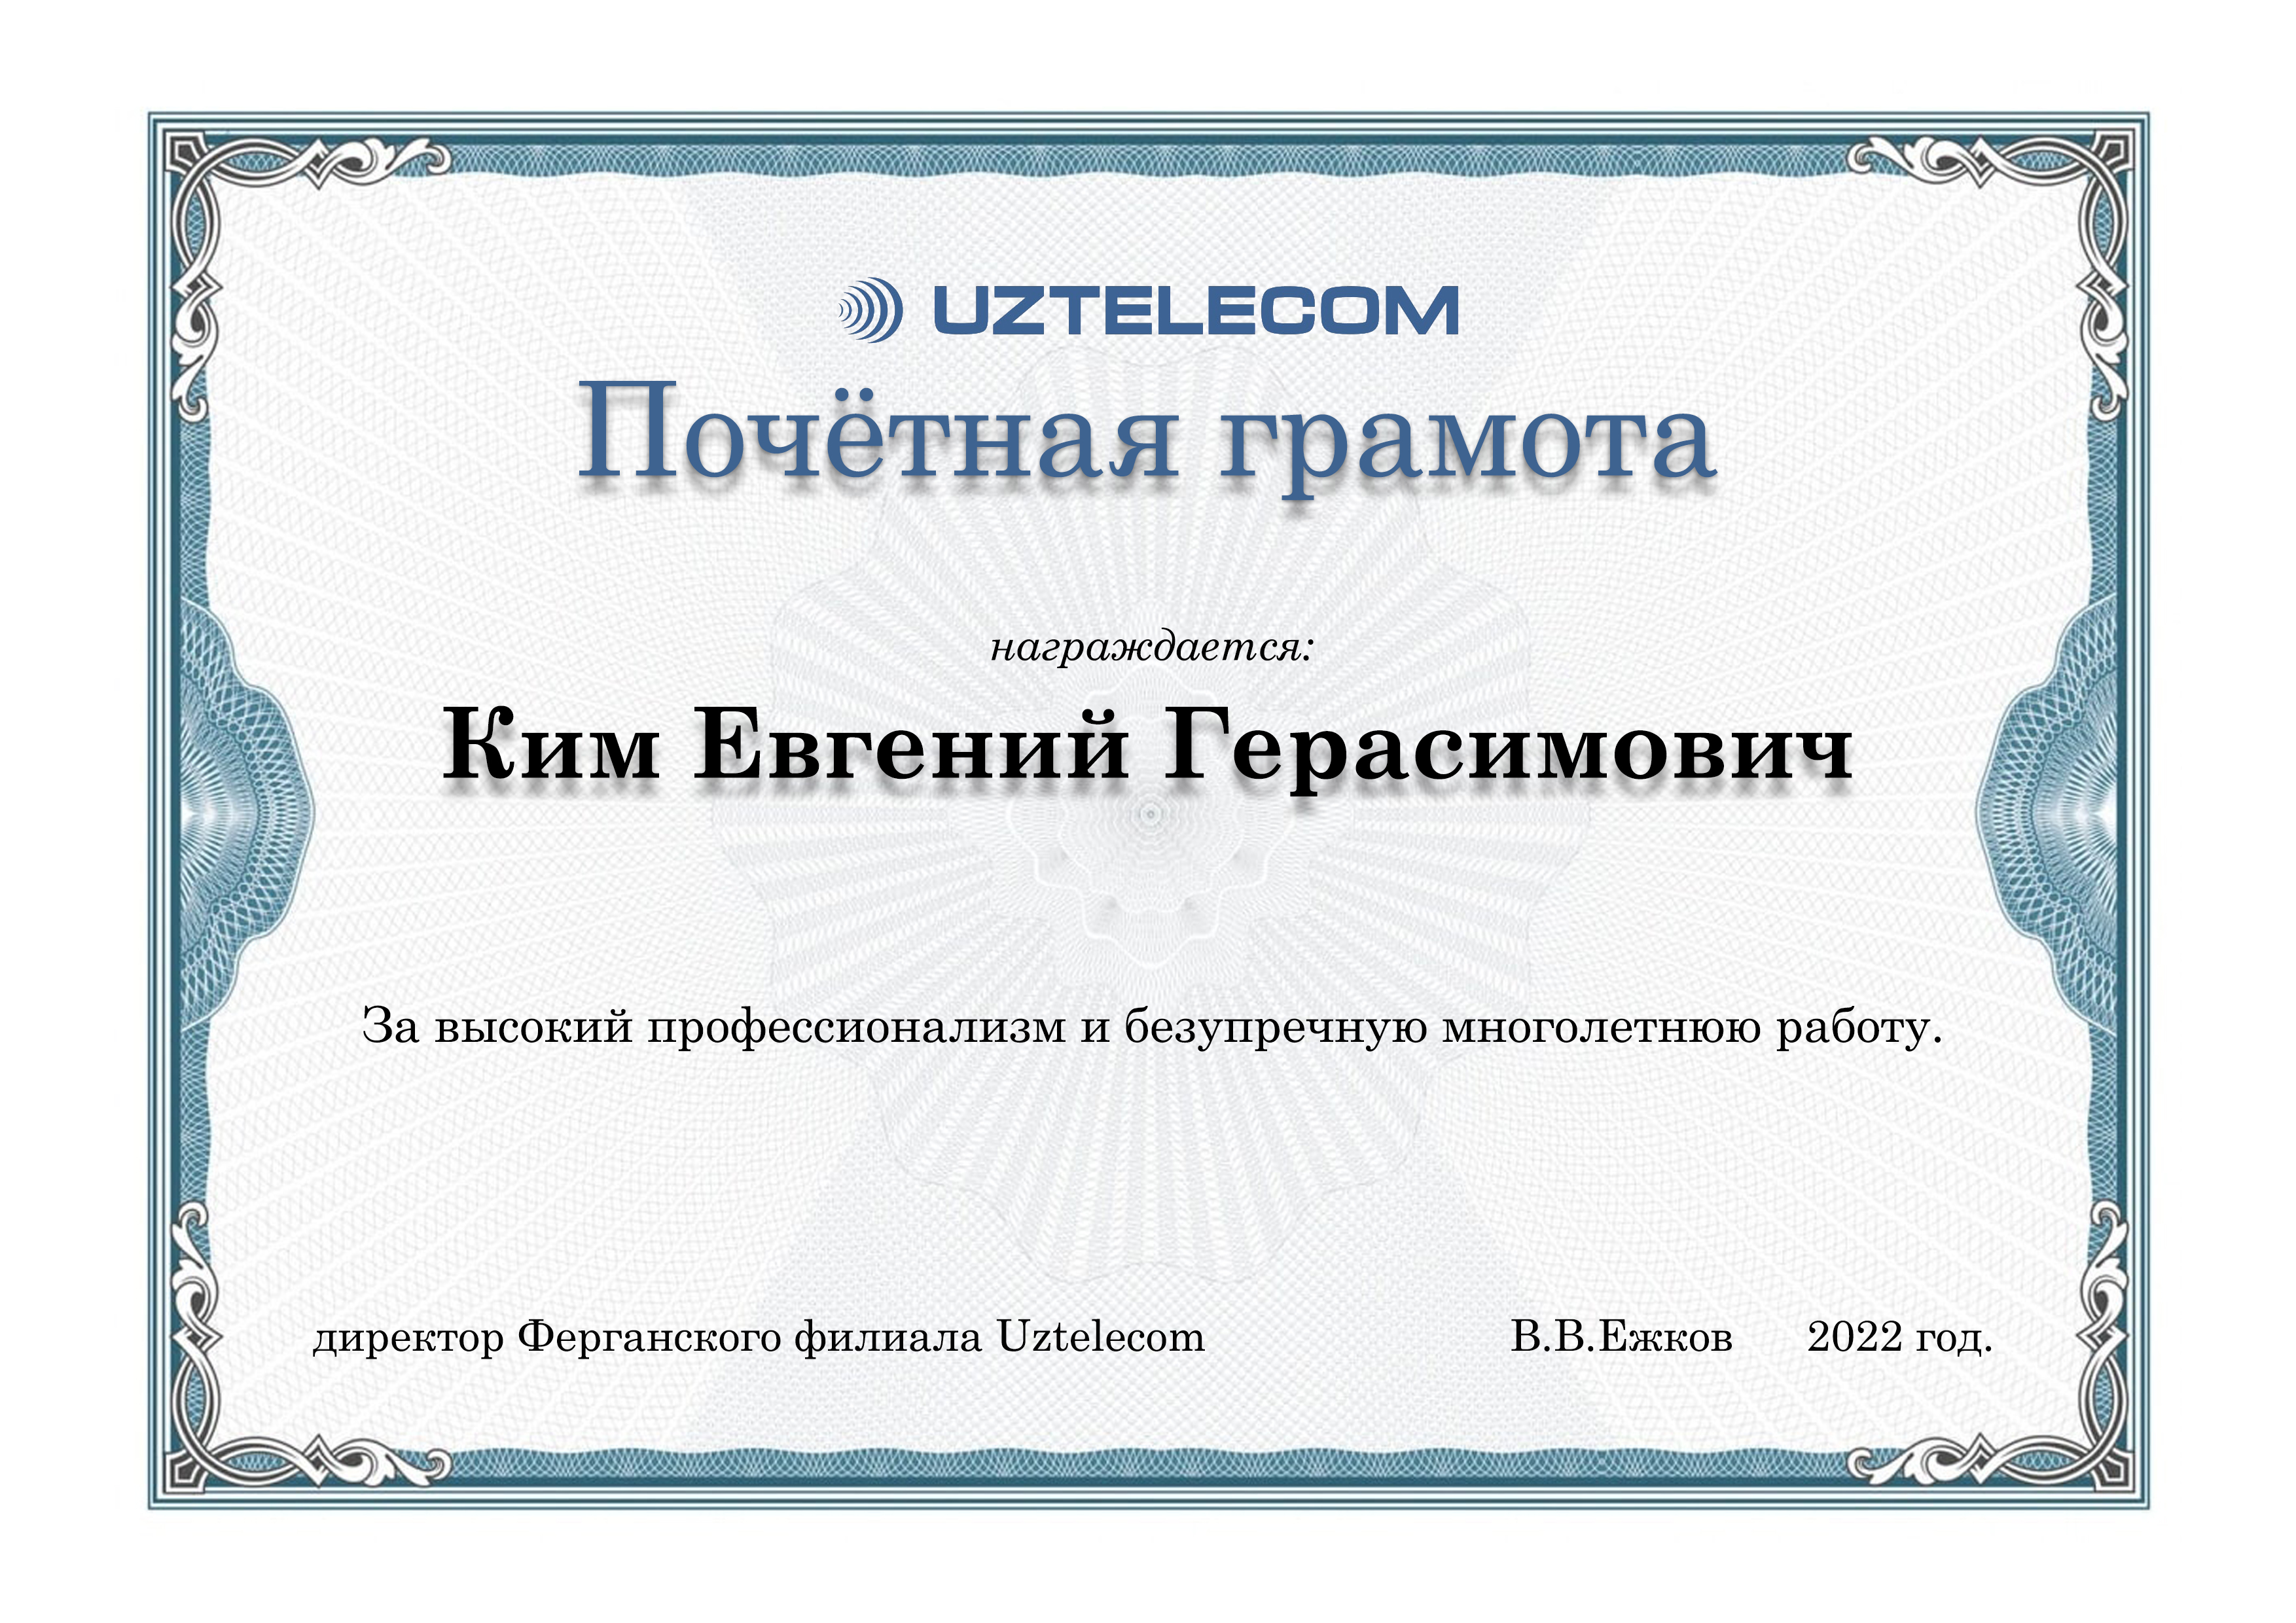 UZTELECOM
Почётная грамота
награждается:
Ким Евгений Герасимович
За высокий профессионализм и безупречную многолетнюю работу.
директор Ферганского филиала Uztelecom В.В.Ежков 2022 год.